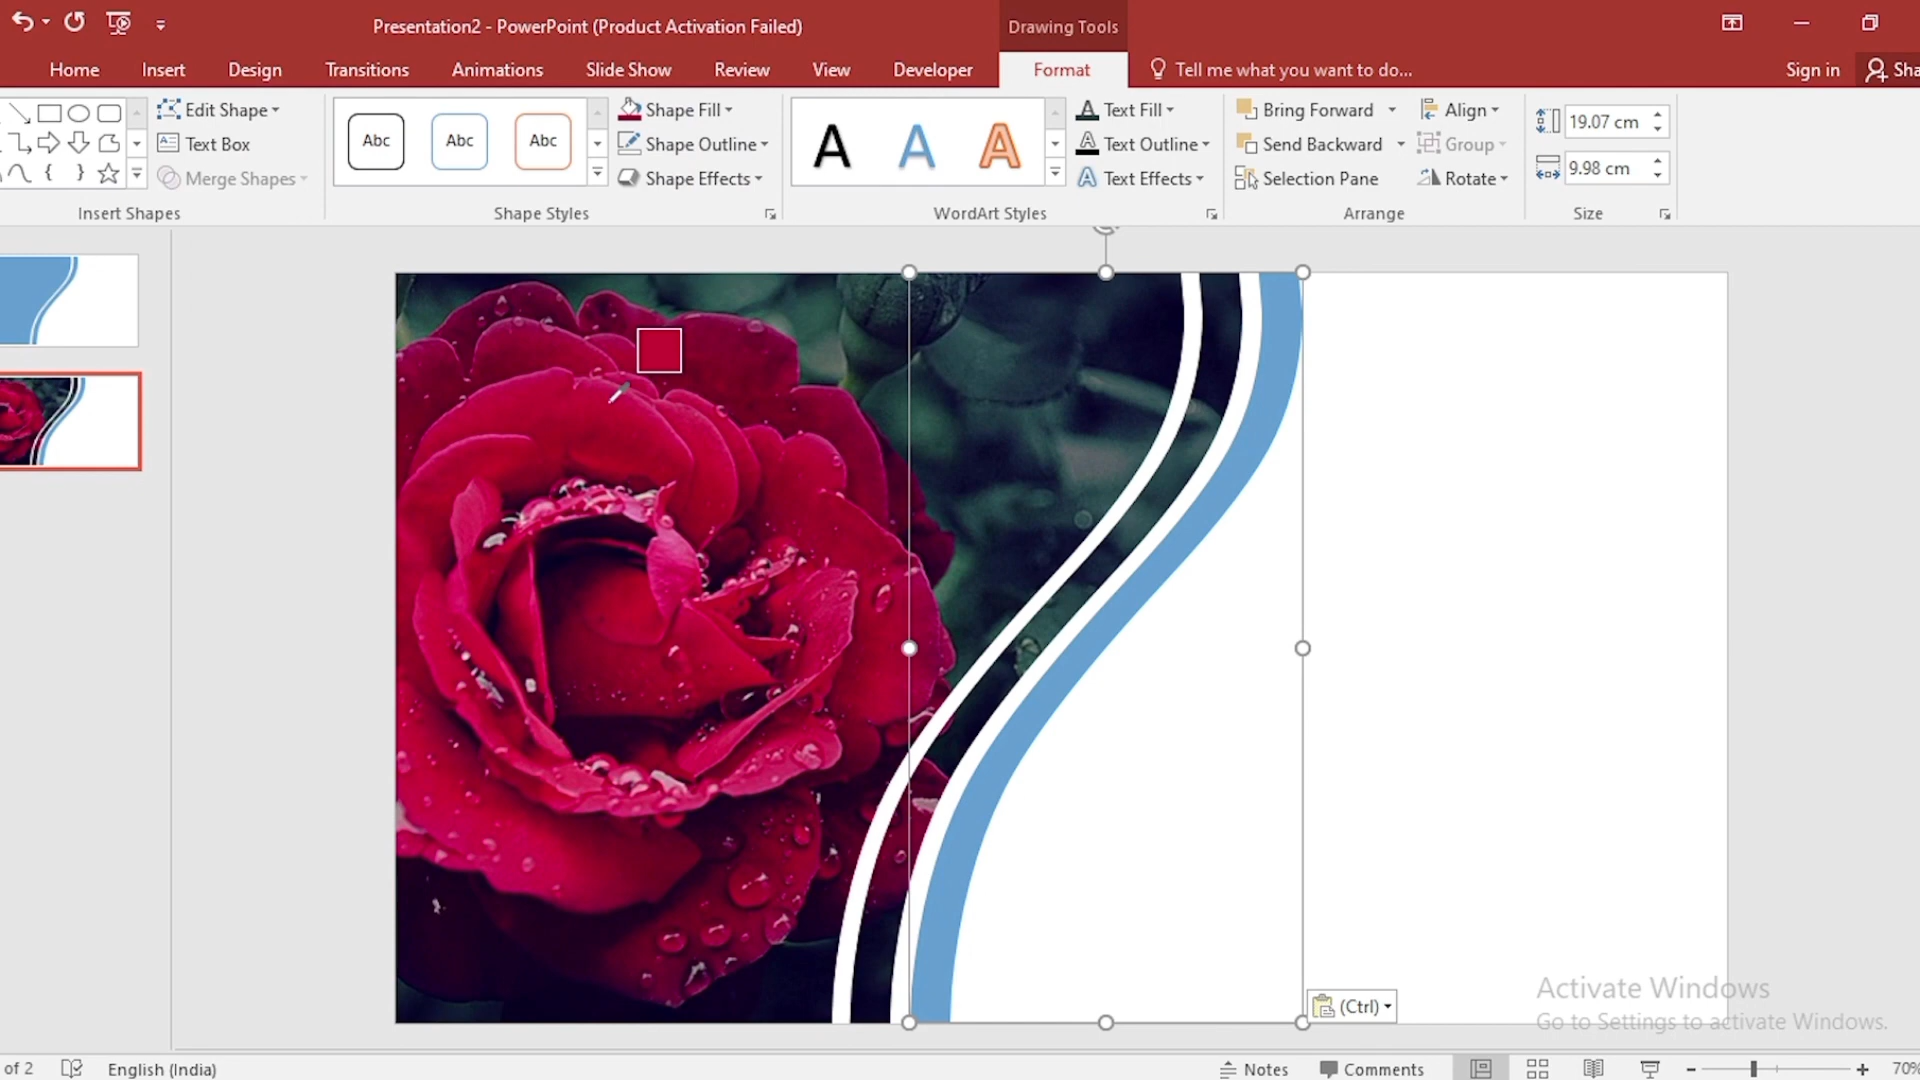 Presentation2 - PowerPoint (Product Activation Failed)
Drawing Tools
Home Insert Design Transitions Animations Slide Show Review View Developer Format Tell me what you want to do... Sign in Sha
Edit Shape
Text Box
Merge Shapes
Insert Shapes
Abc Abc Abc
Shape Fill
Shape Outline
Shape Effects
Shape Styles
A A A
Text Fill
Text Outline
Text Effects
WordArt Styles
Bring Forward
Send Backward
Selection Pane
Align
Group
Rotate
Arrange
19.07 cm
9.98 cm
Size
(Ctrl)
Activate Windows
Go to Settings to activate Windows.
of 2 English (India) Notes Comments 70%